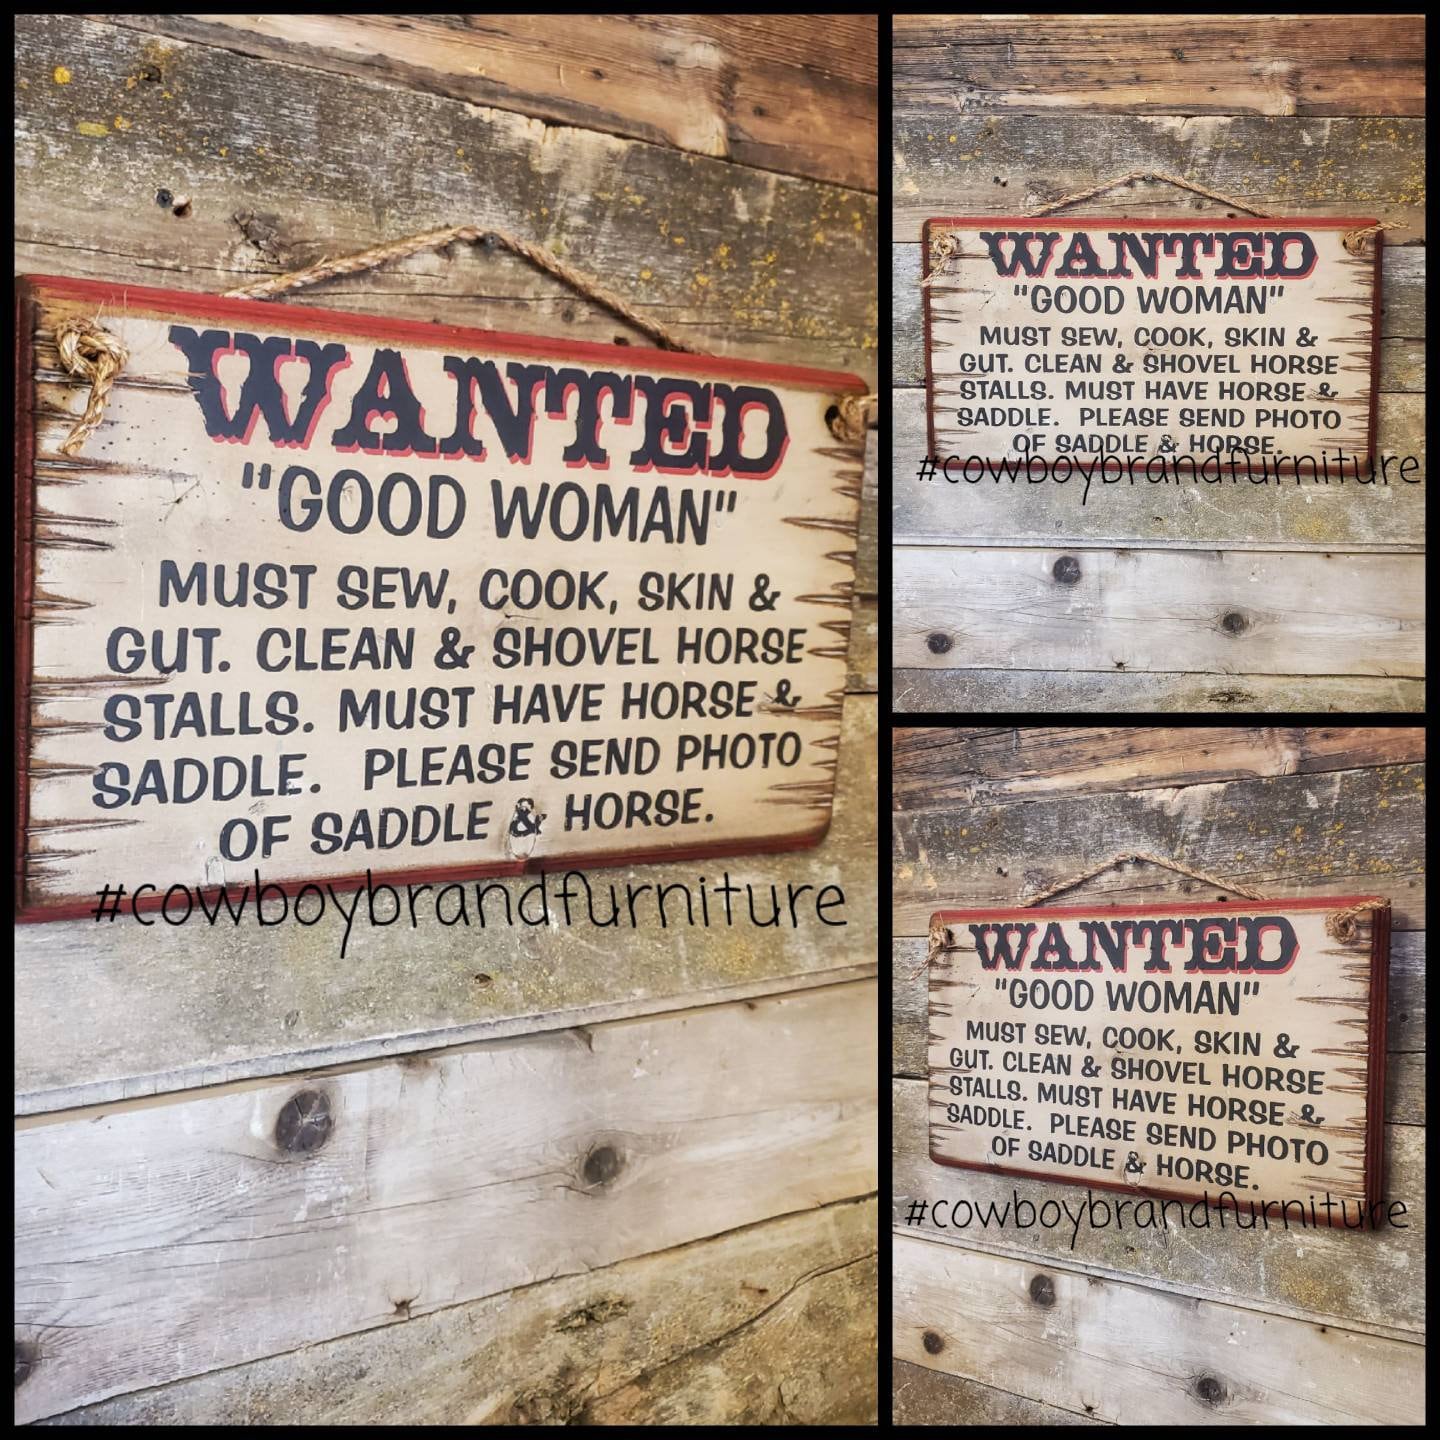 WANTED
"GOOD WOMAN"
MUST SEW, COOK, SKIN &
GUT. CLEAN & SHOVEL HORSE
STALLS. MUST HAVE HORSE &
SADDLE. PLEASE SEND PHOTO
OF SADDLE & HORSE.
#cowboybrandfurniture
WANTED
"GOOD WOMAN"
MUST SEW, COOK, SKIN &
GUT. CLEAN & SHOVEL HORSE
STALLS. MUST HAVE HORSE &
SADDLE. PLEASE SEND PHOTO
OF SADDLE & HORSE.
#cowboybrandfurniture
WANTED
"GOOD WOMAN"
MUST SEW, COOK, SKIN &
GUT. CLEAN & SHOVEL HORSE
STALLS. MUST HAVE HORSE &
SADDLE. PLEASE SEND PHOTO
OF SADDLE & HORSE.
#cowboybrandfurniture